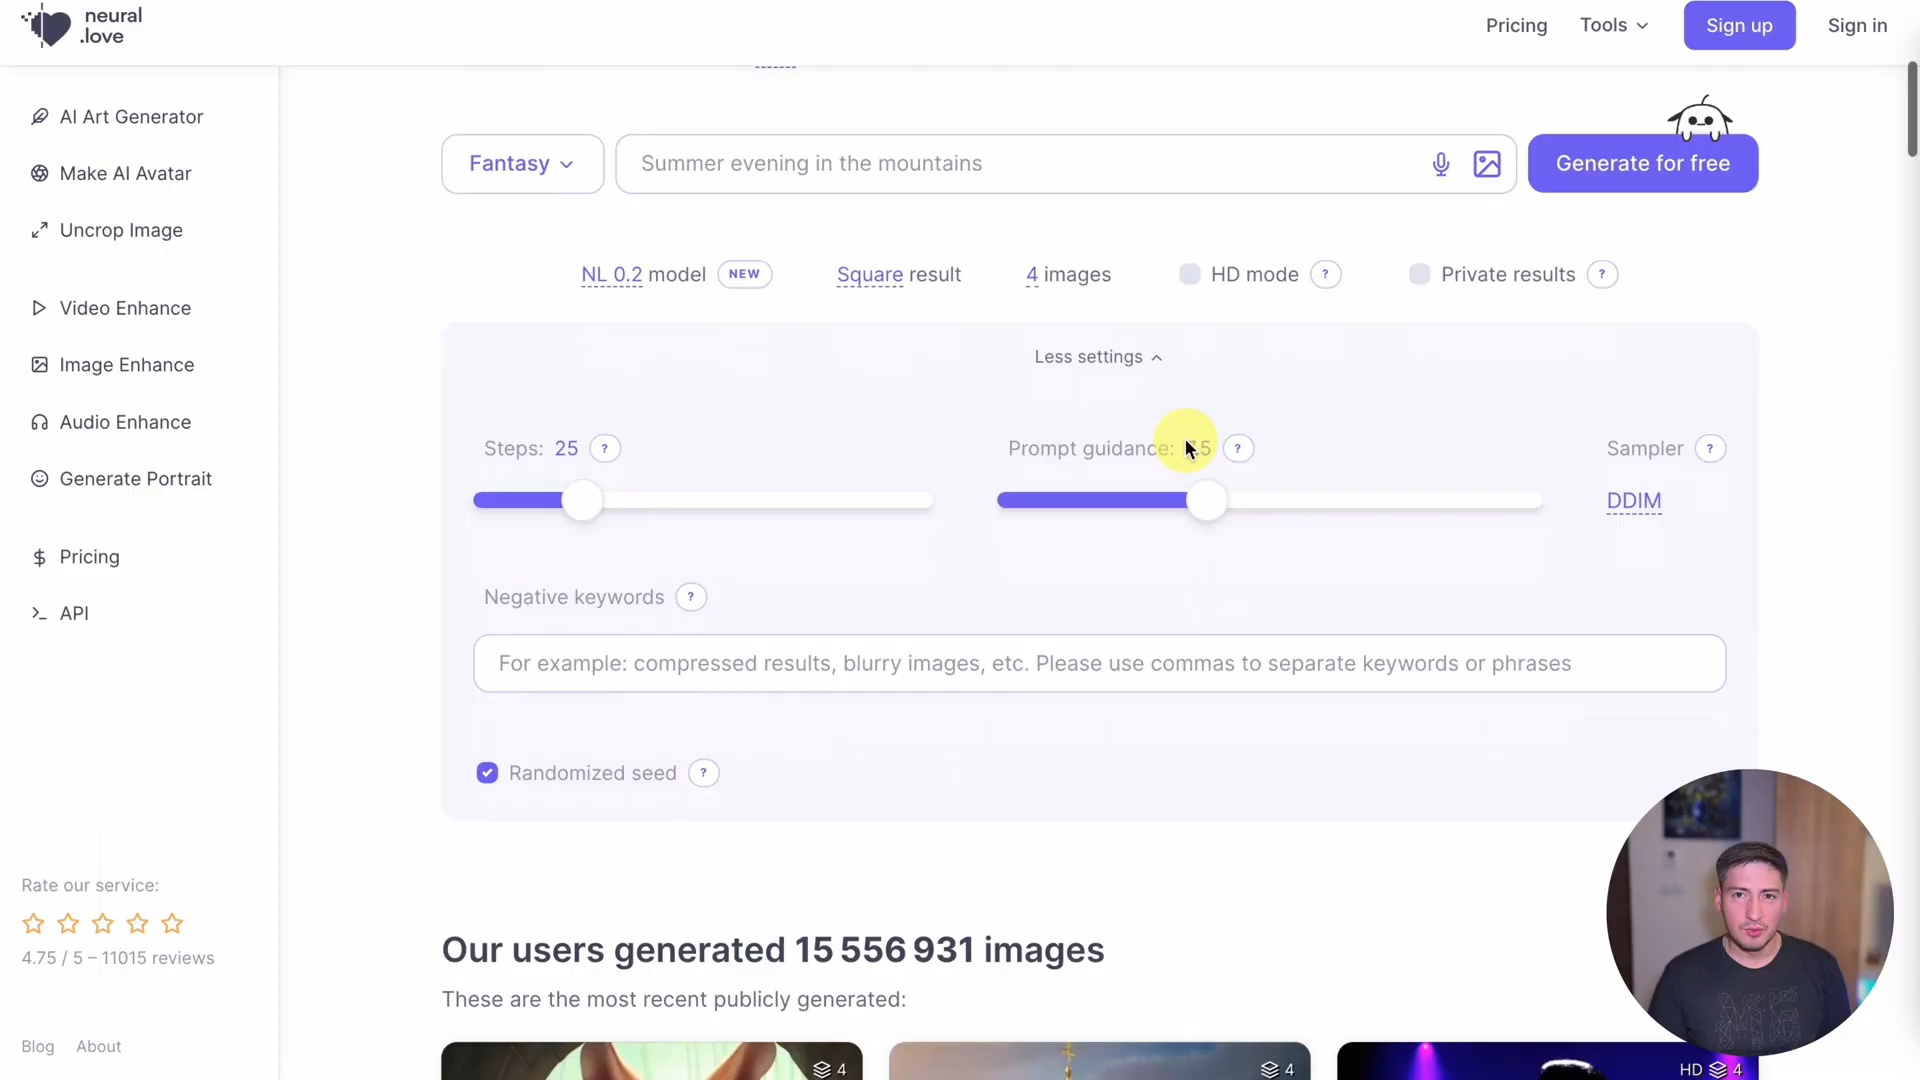 neural
.love
Pricing
Tools
Sign up
Sign in
AI Art Generator
Make AI Avatar
Uncrop Image
Video Enhance
Image Enhance
Audio Enhance
Generate Portrait
Pricing
API
Rate our service:
4.75 / 5 – 11015 reviews
Blog
About
Fantasy
Summer evening in the mountains
Generate for free
NL 0.2 model NEW
Square result
4 images
HD mode ?
Private results ?
Less settings
Steps: 25 ?
Prompt guidance: ?
Sampler ?
DDIM
Negative keywords ?
For example: compressed results, blurry images, etc. Please use commas to separate keywords or phrases
Randomized seed ?
Our users generated 15 556 931 images
These are the most recent publicly generated:
4
4
HD 4